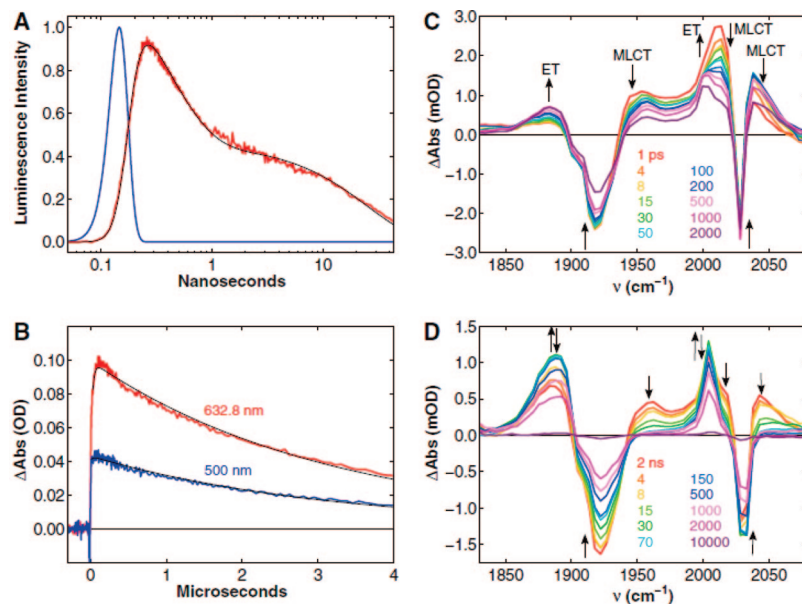 A
Luminescence Intensity
1.0
0.8
0.6
0.4
0.2
0.0
0.1
1
10
Nanoseconds
B
ΔAbs (OD)
0.10
0.08
0.06
0.04
0.02
0.00
632.8 nm
500 nm
0
1
2
3
4
Microseconds
C
ΔAbs (mOD)
3.0
2.0
1.0
0.0
−1.0
−2.0
−3.0
ET
MLCT
ET
MLCT
MLCT
1 ps
4 100
8 200
15 500
30 1000
50 2000
1850 1900 1950 2000 2050
ν (cm⁻¹)
D
ΔAbs (mOD)
1.5
1.0
0.5
0.0
−0.5
−1.0
−1.5
2 ns
4 150
8 500
15 1000
30 2000
70 10000
1850 1900 1950 2000 2050
ν (cm⁻¹)